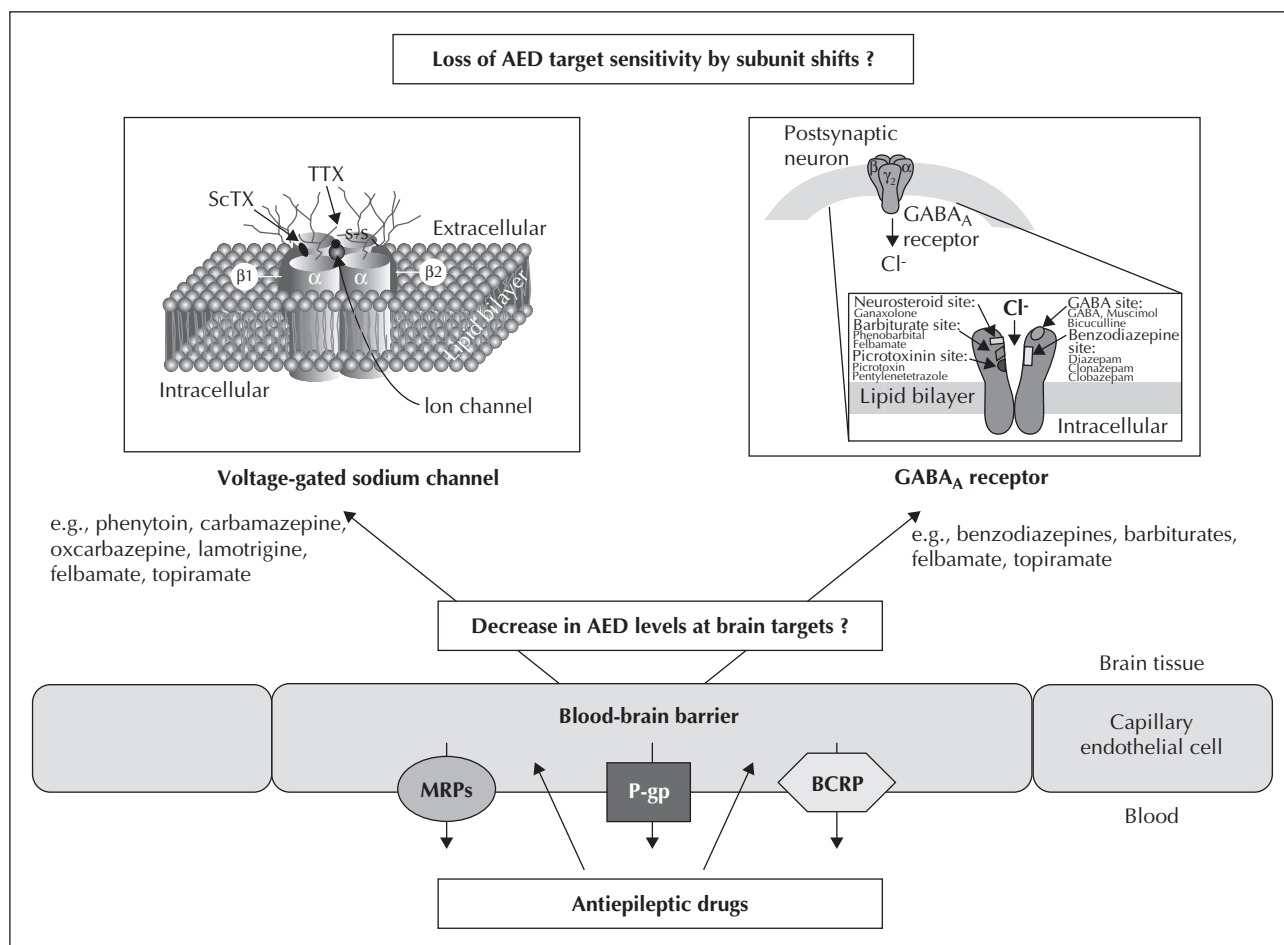 Loss of AED target sensitivity by subunit shifts ?
TTX
ScTX
S-S
Extracellular
β1
α
α
β2
Lipid bilayer
Intracellular
Ion channel
Voltage-gated sodium channel
e.g., phenytoin, carbamazepine,
oxcarbazepine, lamotrigine,
felbamate, topiramate
Postsynaptic
neuron
β
γ2
α
GABAA
receptor
Cl-
Neurosteroid site:
Ganaxolone
Barbiturate site:
Phenobarbital
Felbamate
Picrotoxinin site:
Picrotoxin
Pentylenetetrazole
Cl-
GABA site:
GABA, Muscimol
Bicuculline
Benzodiazepine
site:
Diazepam
Clonazepam
Clobazepam
Lipid bilayer
Intracellular
GABAA receptor
e.g., benzodiazepines, barbiturates,
felbamate, topiramate
Decrease in AED levels at brain targets ?
Brain tissue
Blood-brain barrier
Capillary
endothelial cell
MRPs
P-gp
BCRP
Blood
Antiepileptic drugs